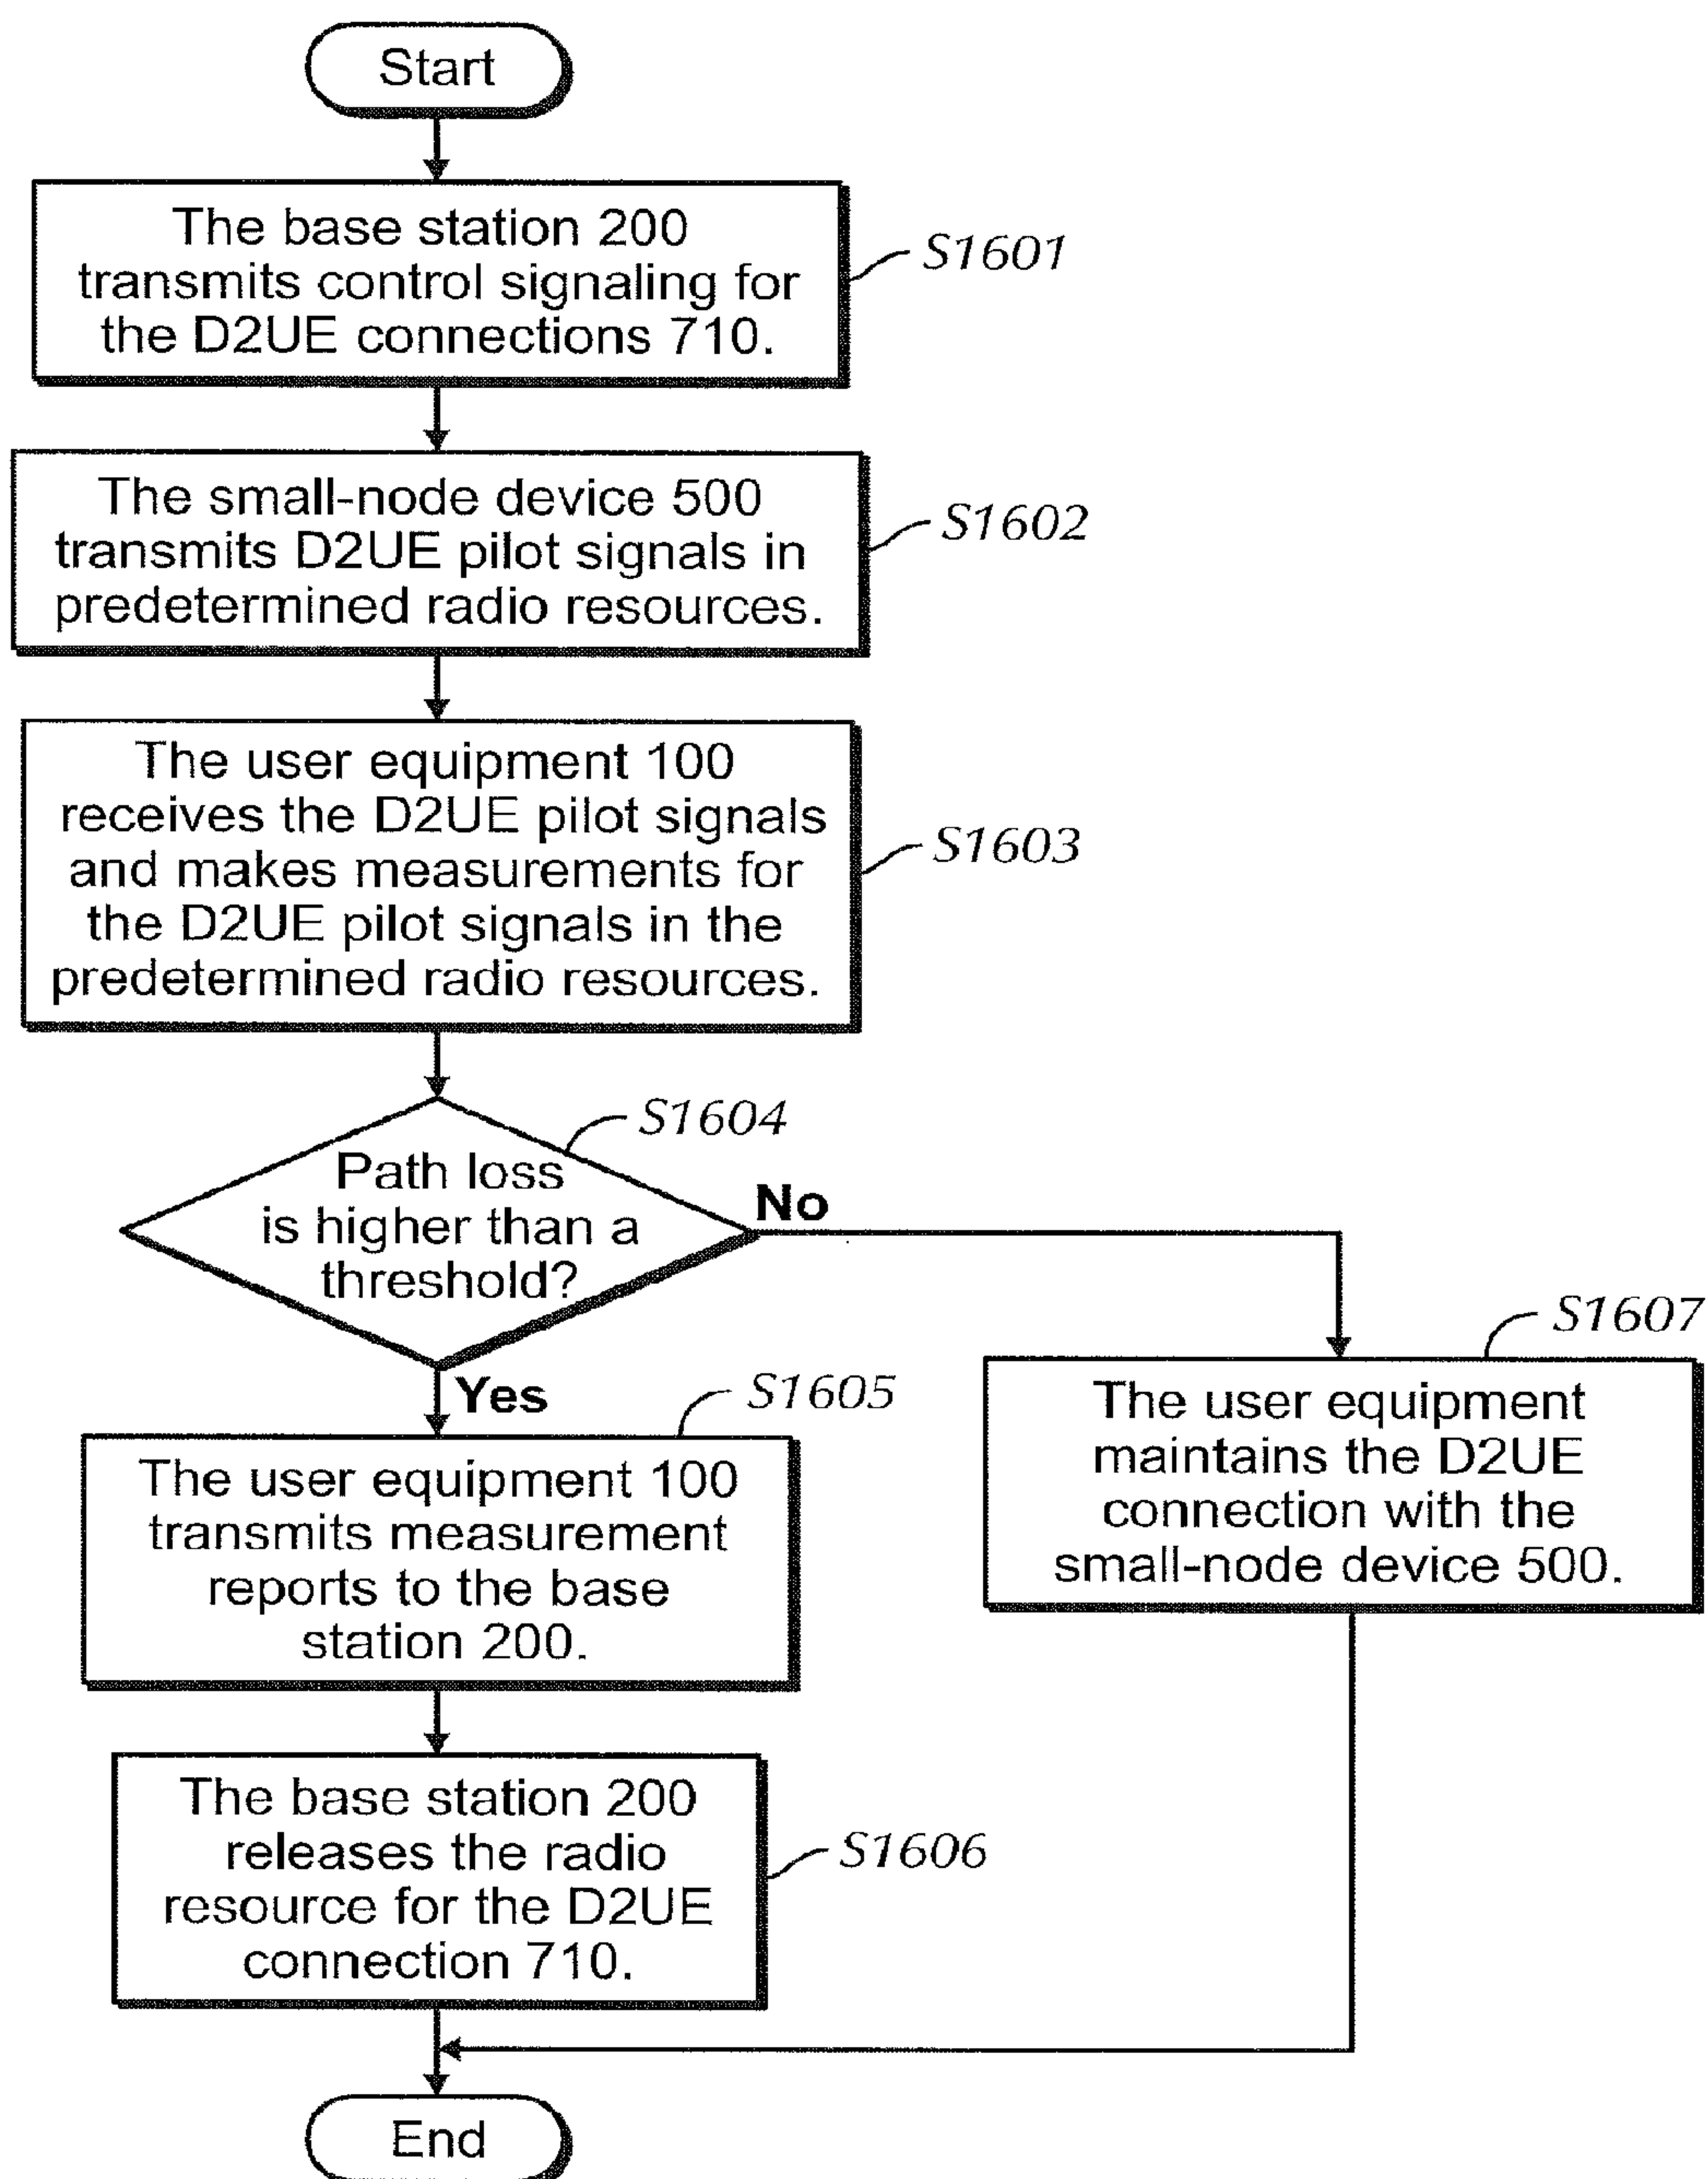 Start
The base station 200
transmits control signaling for
the D2UE connections 710.
S1601
The small-node device 500
transmits D2UE pilot signals in
predetermined radio resources.
S1602
The user equipment 100
receives the D2UE pilot signals
and makes measurements for
the D2UE pilot signals in the
predetermined radio resources.
S1603
S1604
Path loss
is higher than a
threshold?
No
Yes
S1605
The user equipment 100
transmits measurement
reports to the base
station 200.
S1607
The user equipment
maintains the D2UE
connection with the
small-node device 500.
The base station 200
releases the radio
resource for the D2UE
connection 710.
S1606
End